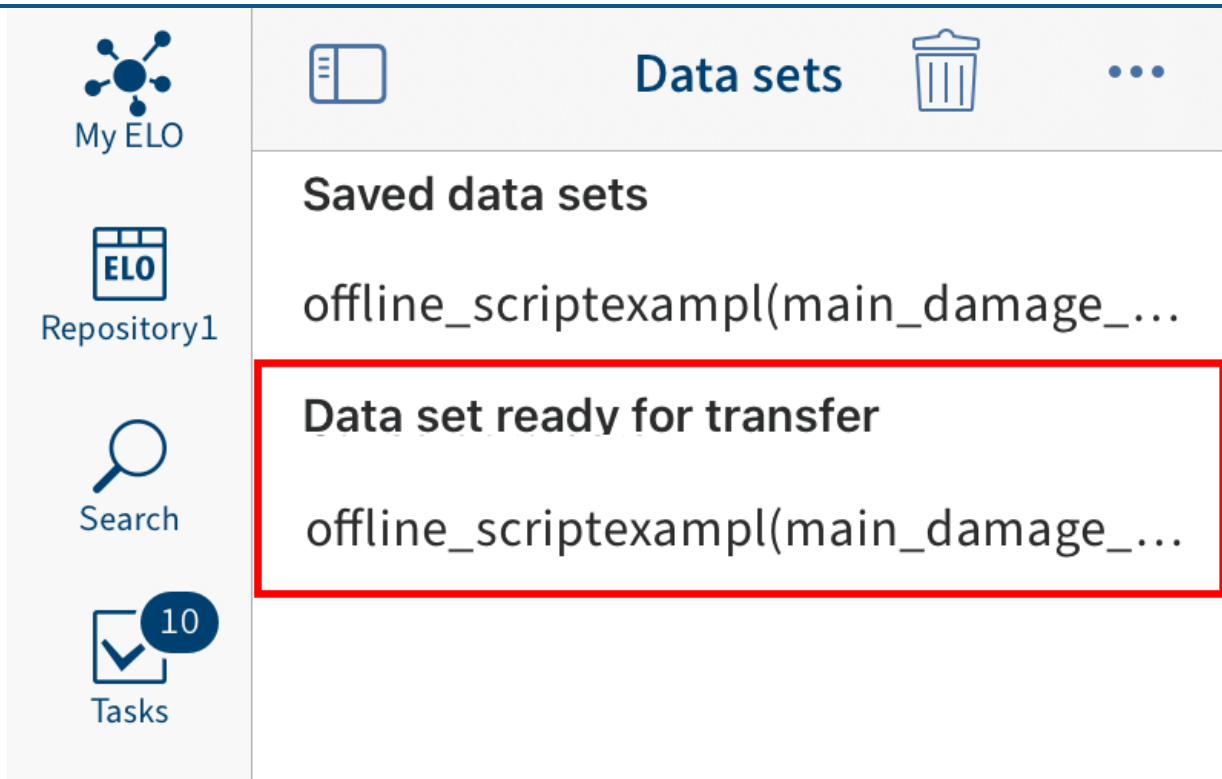 My ELO
ELO
Repository1
Search
10
Tasks
Data sets
Saved data sets
offline_scriptexampl(main_damage_...
Data set ready for transfer
offline_scriptexampl(main_damage_...